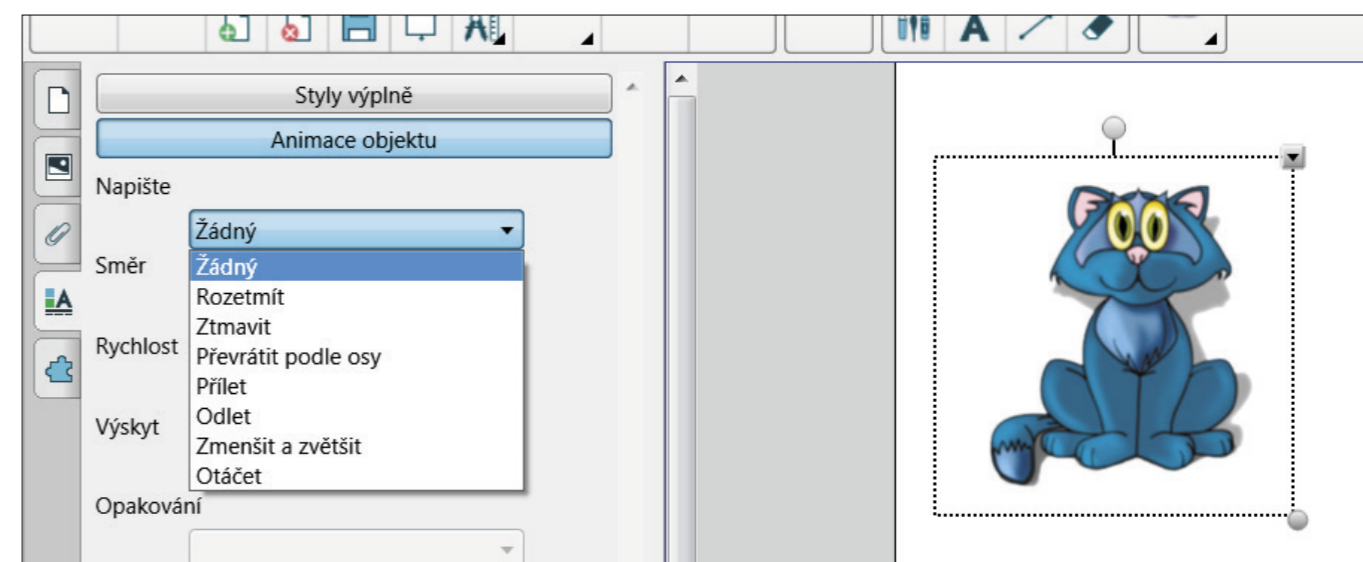 Styly výplně
Animace objektu
Napište
Žádný
Směr
Žádný
Rozetmít
Ztmavit
Převrátit podle osy
Přílet
Odlet
Zmenšit a zvětšit
Otáčet
Rychlost
Výskyt
Opakování